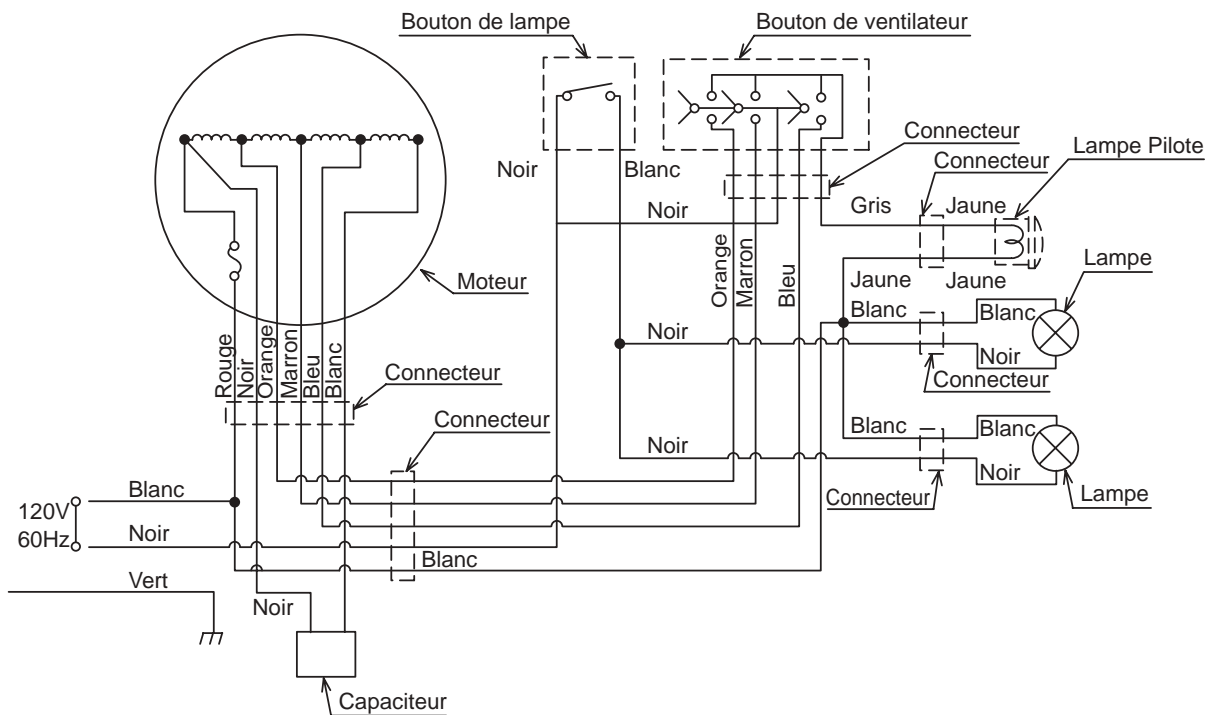 Bouton de lampe
Bouton de ventilateur
Connecteur
Connecteur
Lampe Pilote
Noir
Blanc
Noir
Gris
Jaune
Orange
Marron
Bleu
Jaune
Jaune
Lampe
Moteur
Blanc
Blanc
Noir
Noir
Connecteur
Rouge
Noir
Orange
Marron
Bleu
Blanc
Connecteur
Connecteur
Blanc
Blanc
Noir
Noir
Connecteur
Lampe
Blanc
120V
60Hz
Noir
Blanc
Vert
Noir
Capaciteur